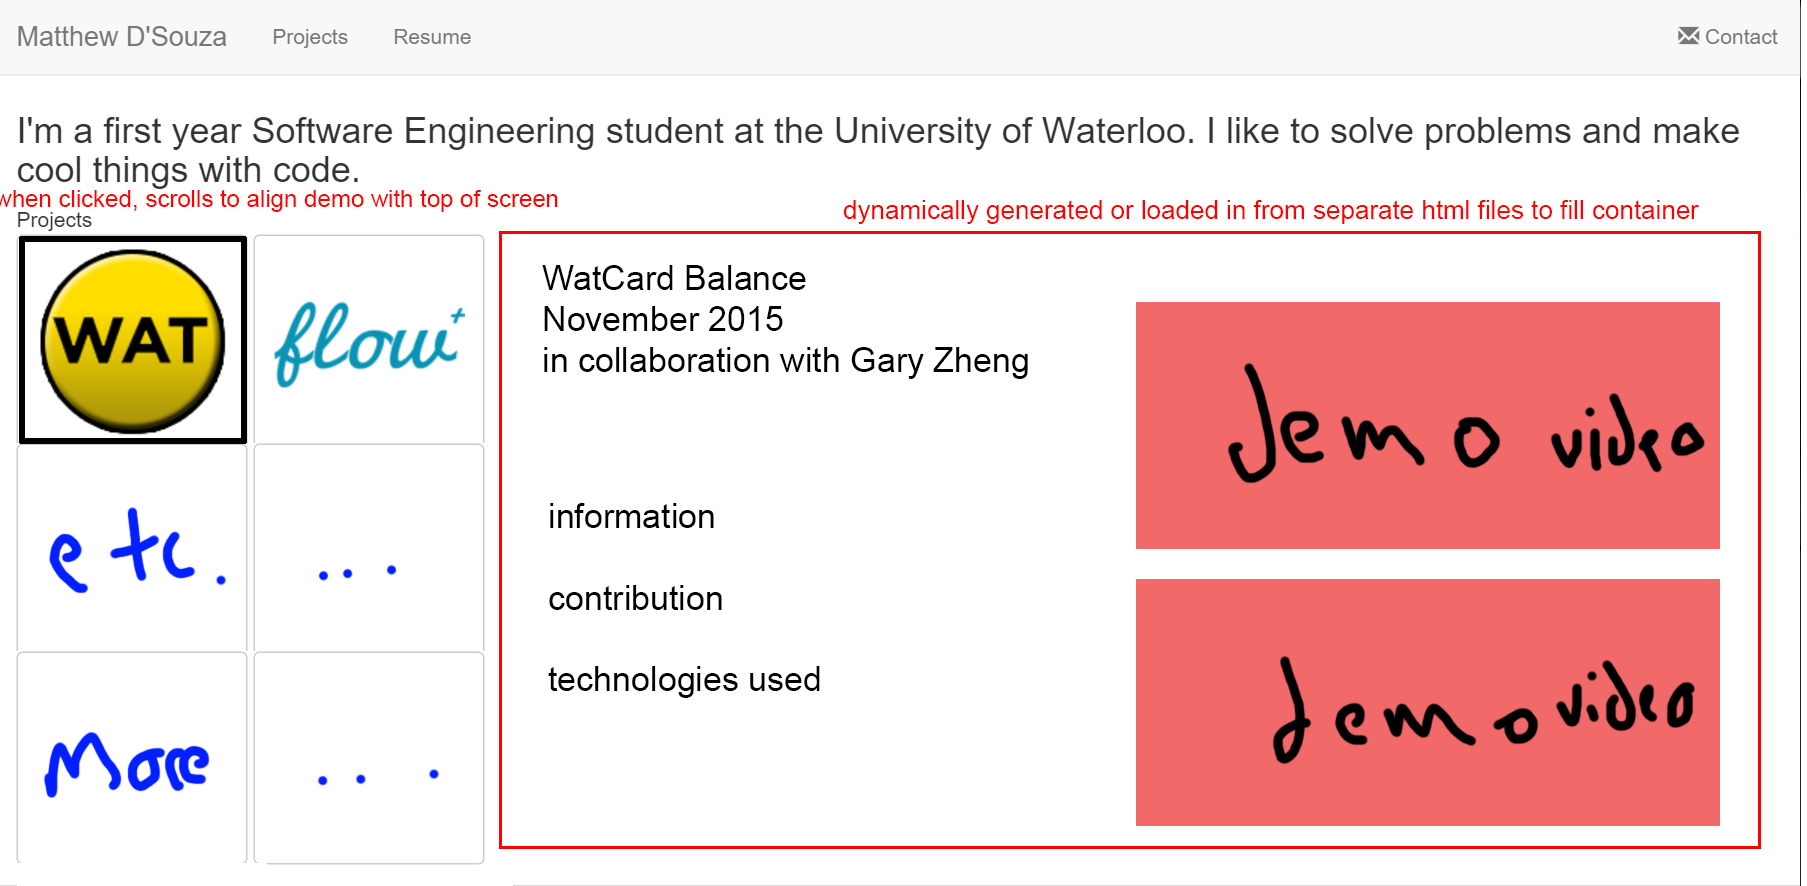 Matthew D'Souza Projects Resume Contact
I'm a first year Software Engineering student at the University of Waterloo. I like to solve problems and make
cool things with code.
when clicked, scrolls to align demo with top of screen
dynamically generated or loaded in from separate html files to fill container
Projects
WAT
flow+
etc.
...
More
...
WatCard Balance
November 2015
in collaboration with Gary Zheng
information
contribution
technologies used
demo video
demo video